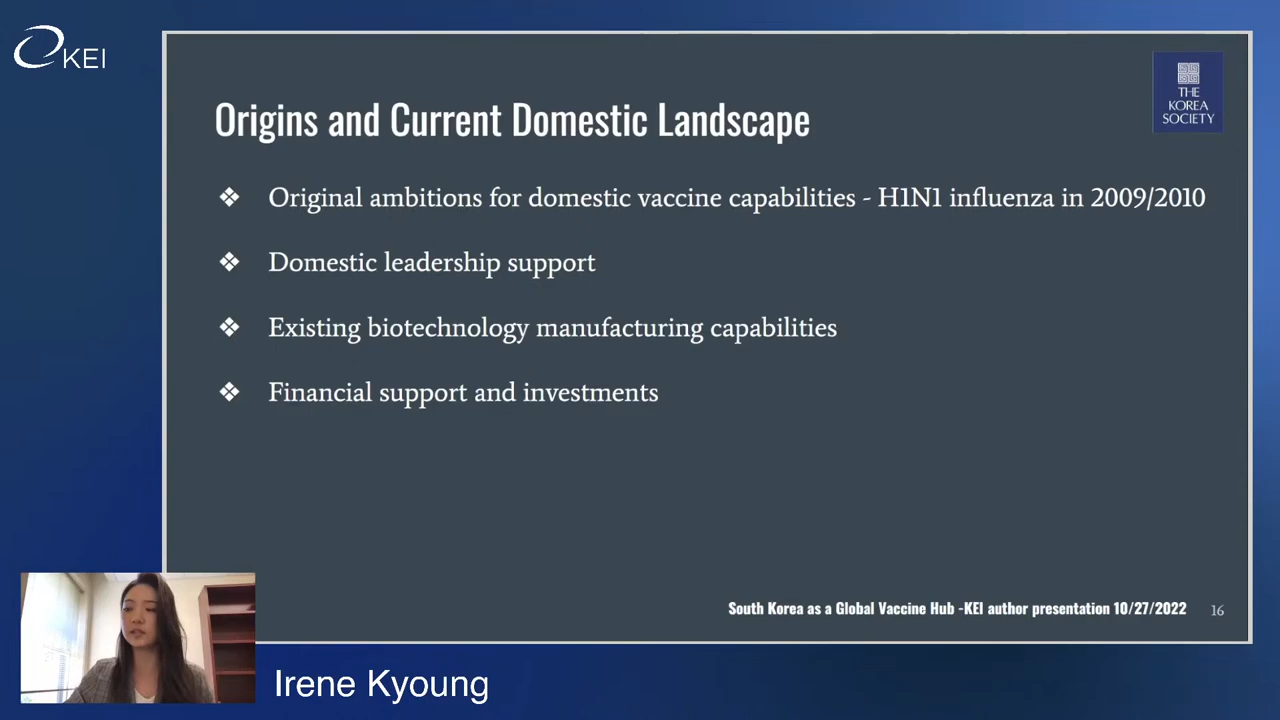 KEI
THE
KOREA
SOCIETY
Origins and Current Domestic Landscape
❖ Original ambitions for domestic vaccine capabilities - H1N1 influenza in 2009/2010
❖ Domestic leadership support
❖ Existing biotechnology manufacturing capabilities
❖ Financial support and investments
South Korea as a Global Vaccine Hub -KEI author presentation 10/27/2022 16
Irene Kyoung